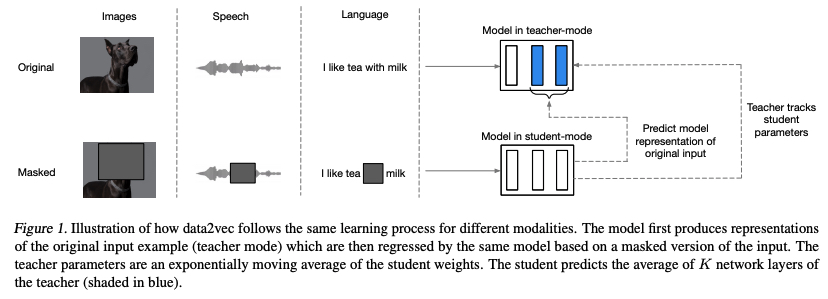 Images
Speech
Language
Model in teacher-mode
Original
I like tea with milk
Teacher tracks
student
parameters
Predict model
representation of
original input
Model in student-mode
Masked
I like tea milk
Figure 1. Illustration of how data2vec follows the same learning process for different modalities. The model first produces representations
of the original input example (teacher mode) which are then regressed by the same model based on a masked version of the input. The
teacher parameters are an exponentially moving average of the student weights. The student predicts the average of K network layers of
the teacher (shaded in blue).